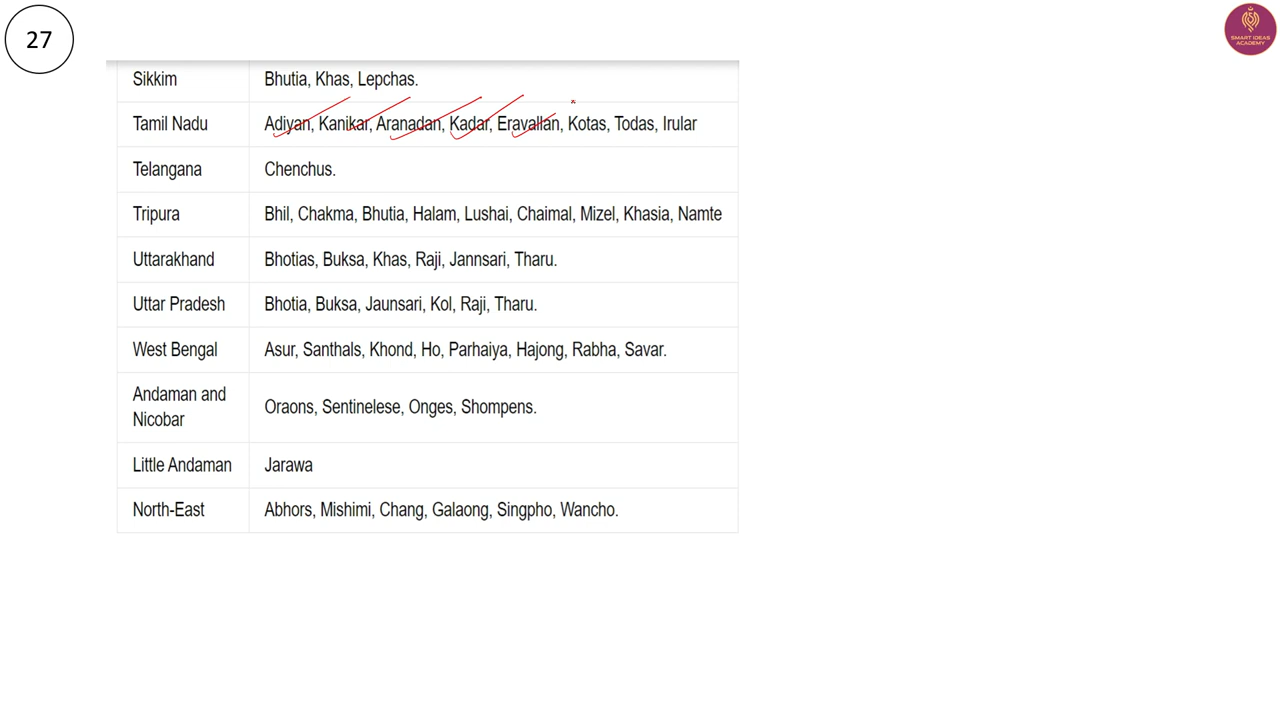 27
SMART IDEAS
ACADEMY
Sikkim Bhutia, Khas, Lepchas.
Tamil Nadu Adiyan, Kanikar, Aranadan, Kadar, Eravallan, Kotas, Todas, Irular
Telangana Chenchus.
Tripura Bhil, Chakma, Bhutia, Halam, Lushai, Chaimal, Mizel, Khasia, Namte
Uttarakhand Bhotias, Buksa, Khas, Raji, Jannsari, Tharu.
Uttar Pradesh Bhotia, Buksa, Jaunsari, Kol, Raji, Tharu.
West Bengal Asur, Santhals, Khond, Ho, Parhaiya, Hajong, Rabha, Savar.
Andaman and
Nicobar Oraons, Sentinelese, Onges, Shompens.
Little Andaman Jarawa
North-East Abhors, Mishimi, Chang, Galaong, Singpho, Wancho.